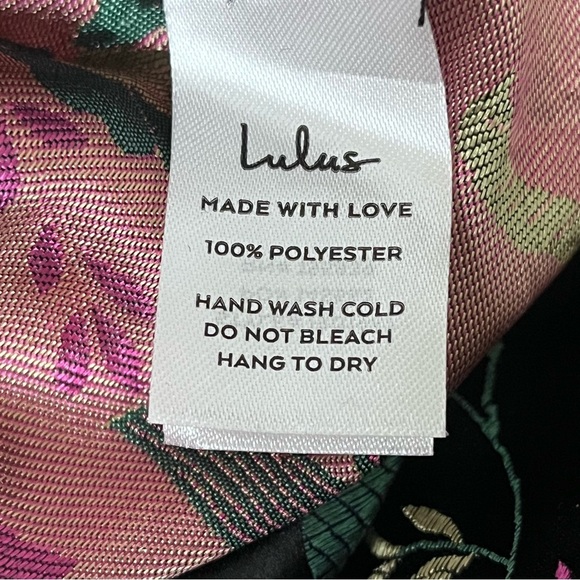 Lulus
MADE WITH LOVE
100% POLYESTER
HAND WASH COLD
DO NOT BLEACH
HANG TO DRY